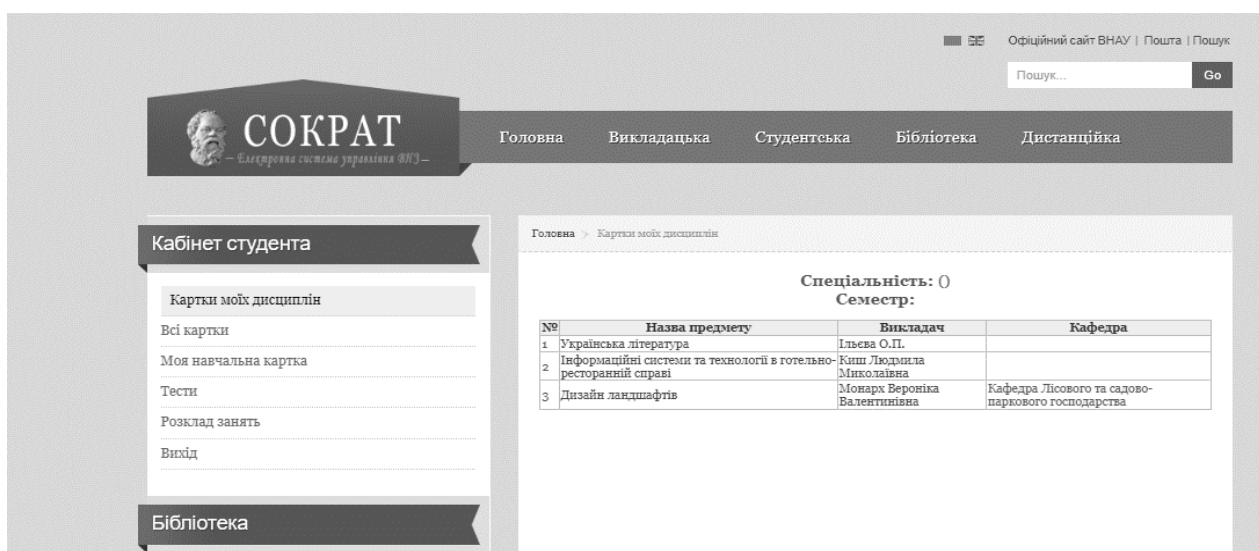 Офіційний сайт ВНАУ | Пошта | Пошук
Пошук...
Go
СОКРАТ
– Електронна система управління ВНЗ –
Головна Викладацька Студентська Бібліотека Дистанційка
Кабінет студента
Картки моїх дисциплін
Всі картки
Моя навчальна картка
Тести
Розклад занять
Вихід
Бібліотека
Головна > Картки моїх дисциплін
Спеціальність: ()
Семестр:
№ Назва предмету Викладач Кафедра
1 Українська література Ільєва О.П.
2 Інформаційні системи та технології в готельно-
ресторанній справі
Киш Людмила
Миколаївна
3 Дизайн ландшафтів
Монарх Вероніка
Валентинівна
Кафедра Лісового та садово-
паркового господарства